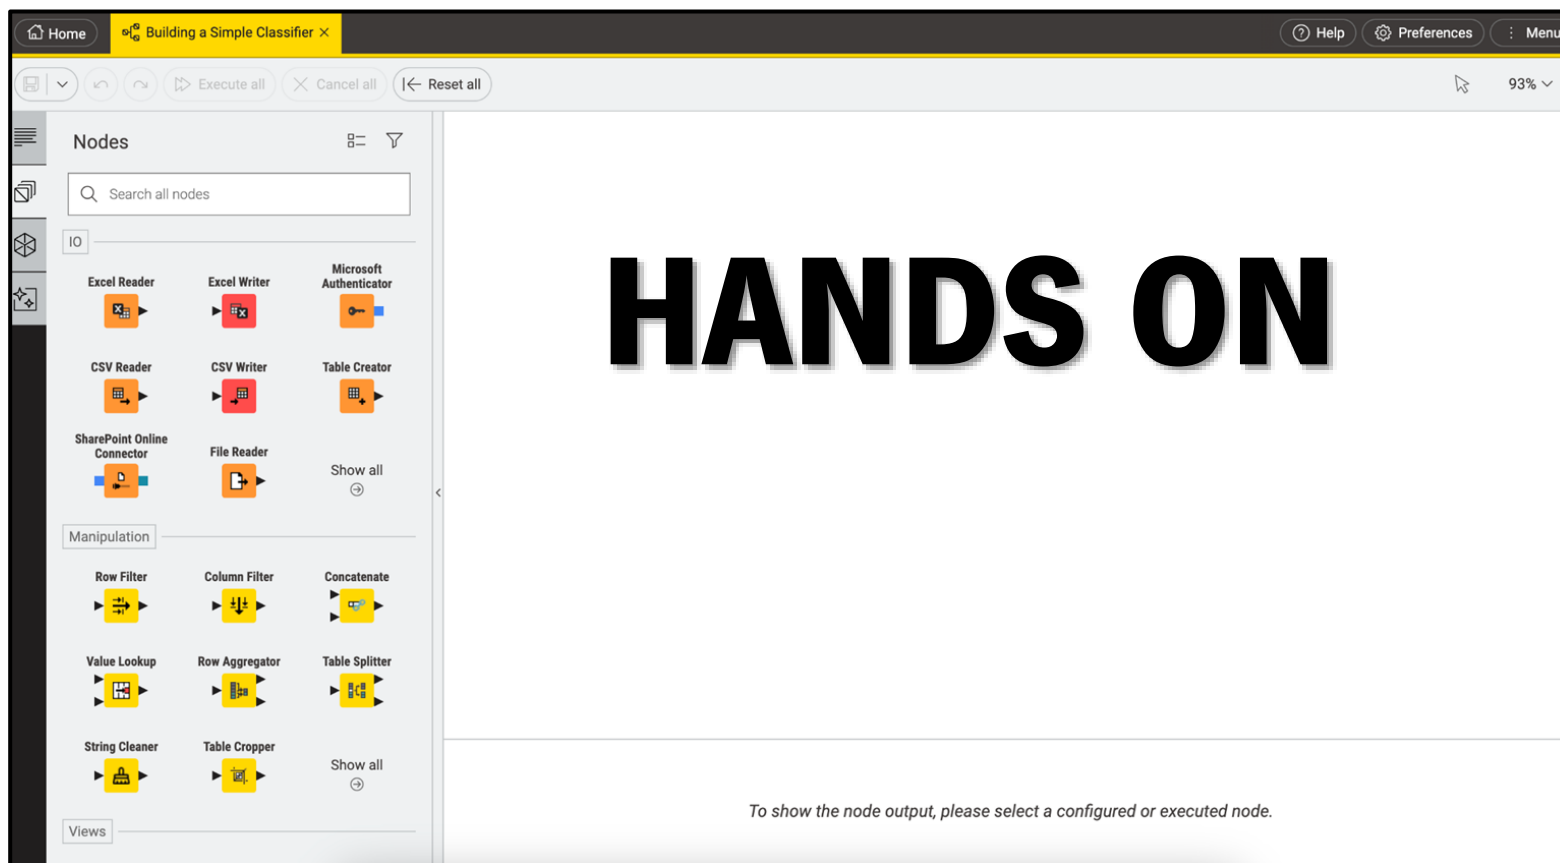 Home
Building a Simple Classifier
Help
Preferences
Menu
Execute all
Cancel all
Reset all
93%
Nodes
Search all nodes
IO
Excel Reader
Excel Writer
Microsoft
Authenticator
CSV Reader
CSV Writer
Table Creator
SharePoint Online
Connector
File Reader
Show all
Manipulation
Row Filter
Column Filter
Concatenate
Value Lookup
Row Aggregator
Table Splitter
String Cleaner
Table Cropper
Show all
Views
HANDS ON
To show the node output, please select a configured or executed node.